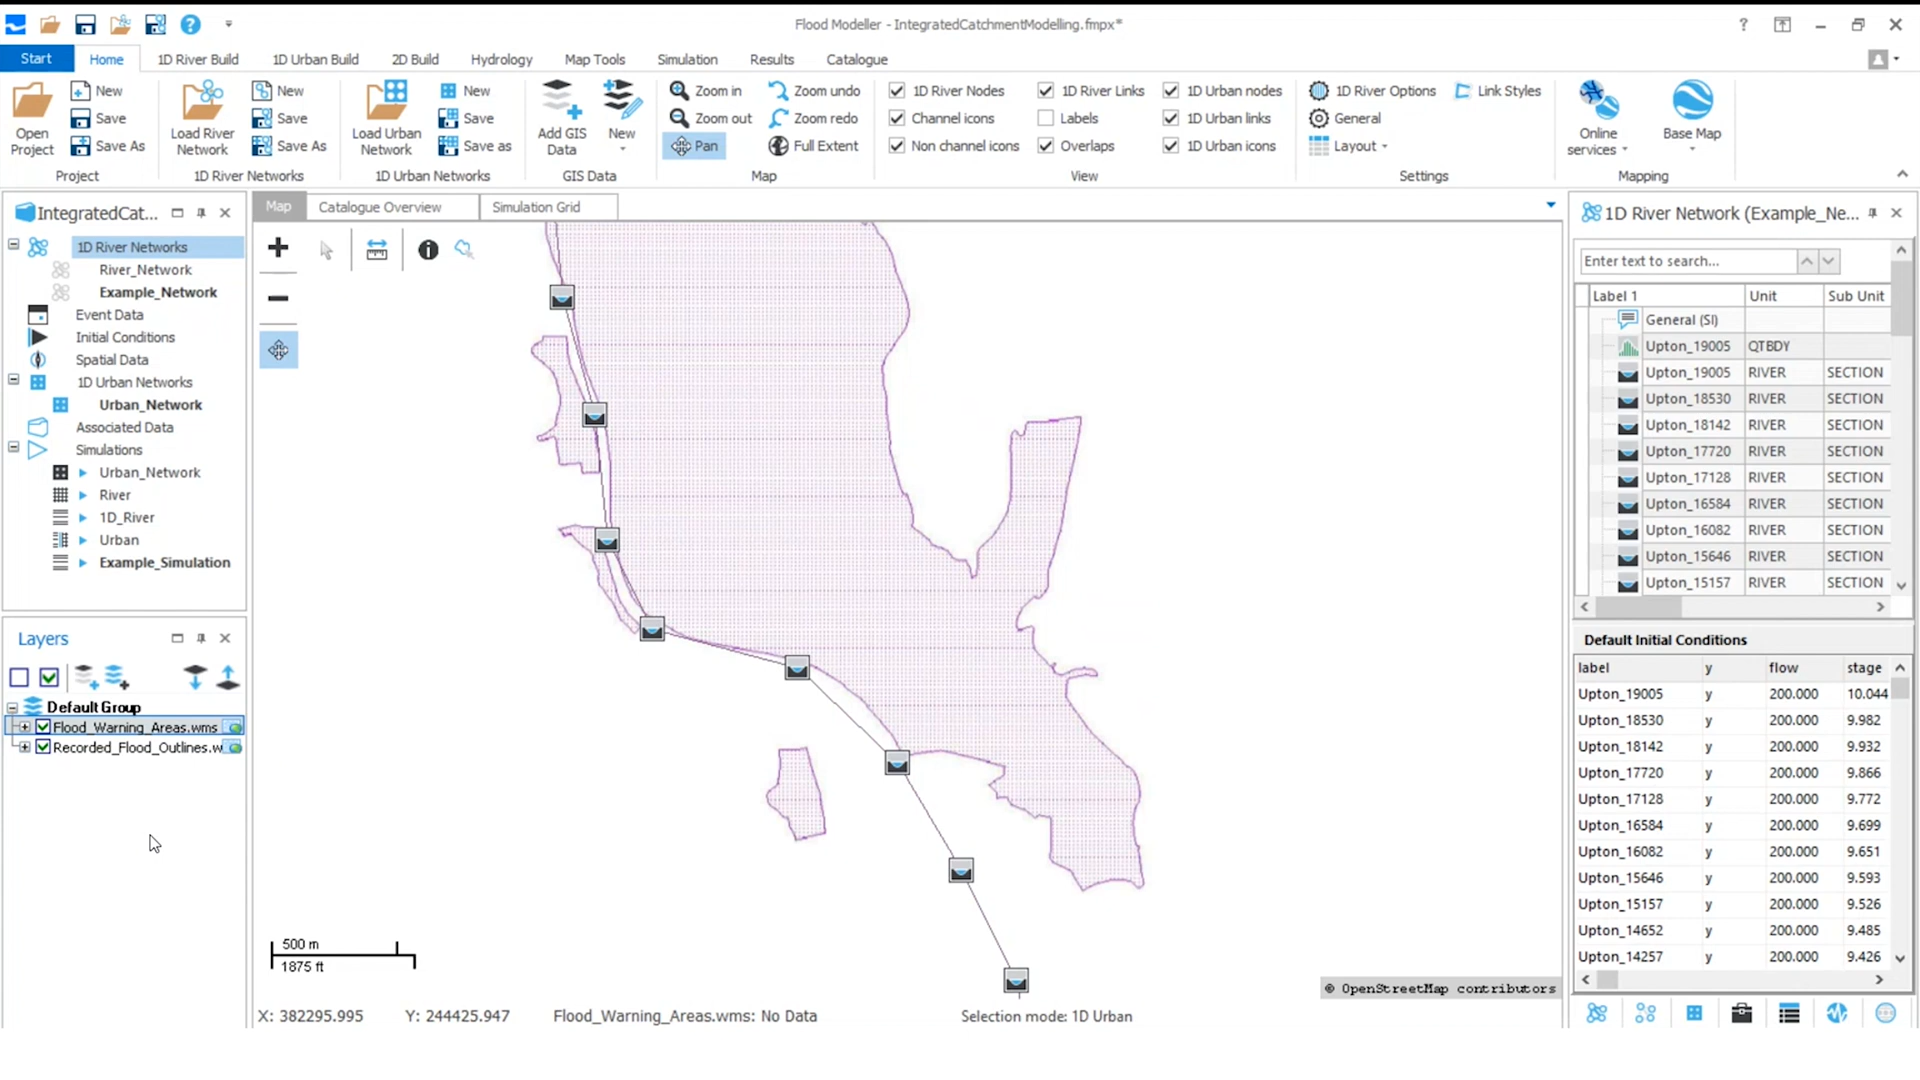 Flood Modeller - IntegratedCatchmentModelling.fmpx*
Start Home 1D River Build 1D Urban Build 2D Build Hydrology Map Tools Simulation Results Catalogue
Open Project
New
Save
Save As
Project
Load River Network
New
Save
Save As
1D River Networks
Load Urban Network
New
Save
Save as
1D Urban Networks
Add GIS Data
New
GIS Data
Zoom in
Zoom out
Pan
Zoom undo
Zoom redo
Full Extent
Map
1D River Nodes
Channel icons
Non channel icons
1D River Links
Labels
Overlaps
1D Urban nodes
1D Urban links
1D Urban icons
View
1D River Options
General
Layout
Link Styles
Settings
Online services
Base Map
Mapping
IntegratedCat...
1D River Networks
River_Network
Example_Network
Event Data
Initial Conditions
Spatial Data
1D Urban Networks
Urban_Network
Associated Data
Simulations
Urban_Network
River
1D_River
Urban
Example_Simulation
Layers
Default Group
Flood_Warning_Areas.wms
Recorded_Flood_Outlines.w
Map Catalogue Overview Simulation Grid
500 m
1875 ft
© OpenStreetMap contributors
X: 382295.995 Y: 244425.947 Flood_Warning_Areas.wms: No Data Selection mode: 1D Urban
1D River Network (Example_Ne...
Enter text to search...
Label 1 Unit Sub Unit
General (SI)
Upton_19005 QTBDY
Upton_19005 RIVER SECTION
Upton_18530 RIVER SECTION
Upton_18142 RIVER SECTION
Upton_17720 RIVER SECTION
Upton_17128 RIVER SECTION
Upton_16584 RIVER SECTION
Upton_16082 RIVER SECTION
Upton_15646 RIVER SECTION
Upton_15157 RIVER SECTION
Default Initial Conditions
label y flow stage
Upton_19005 y 200.000 10.044
Upton_18530 y 200.000 9.982
Upton_18142 y 200.000 9.932
Upton_17720 y 200.000 9.866
Upton_17128 y 200.000 9.772
Upton_16584 y 200.000 9.699
Upton_16082 y 200.000 9.651
Upton_15646 y 200.000 9.593
Upton_15157 y 200.000 9.526
Upton_14652 y 200.000 9.485
Upton_14257 y 200.000 9.426